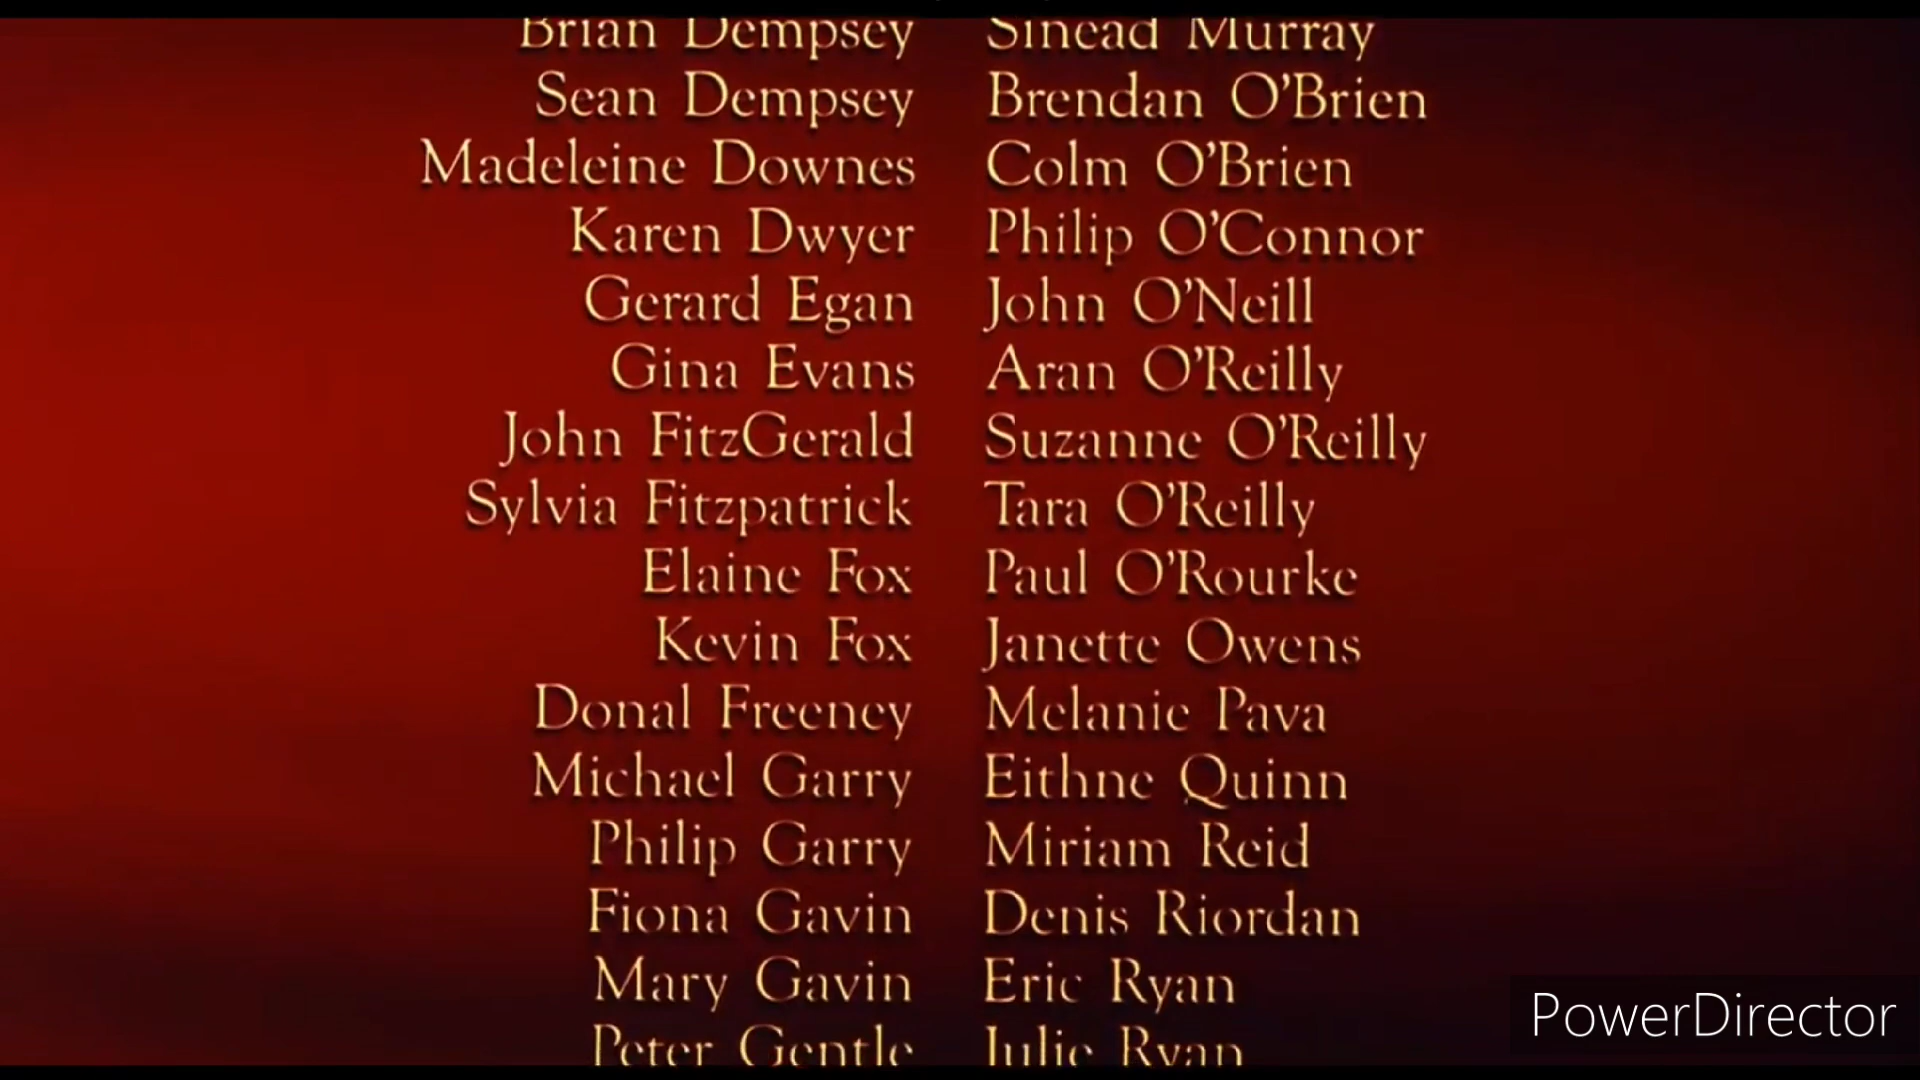 Brian Dempsey Sinead Murray
Sean Dempsey Brendan O'Brien
Madeleine Downes Colm O'Brien
Karen Dwyer Philip O'Connor
Gerard Egan John O'Neill
Gina Evans Aran O'Reilly
John FitzGerald Suzanne O'Reilly
Sylvia Fitzpatrick Tara O'Reilly
Elaine Fox Paul O'Rourke
Kevin Fox Janette Owens
Donal Freeney Melanie Pava
Michael Garry Eithne Quinn
Philip Garry Miriam Reid
Fiona Gavin Denis Riordan
Mary Gavin Eric Ryan
Peter Gentle Julie Ryan
PowerDirector